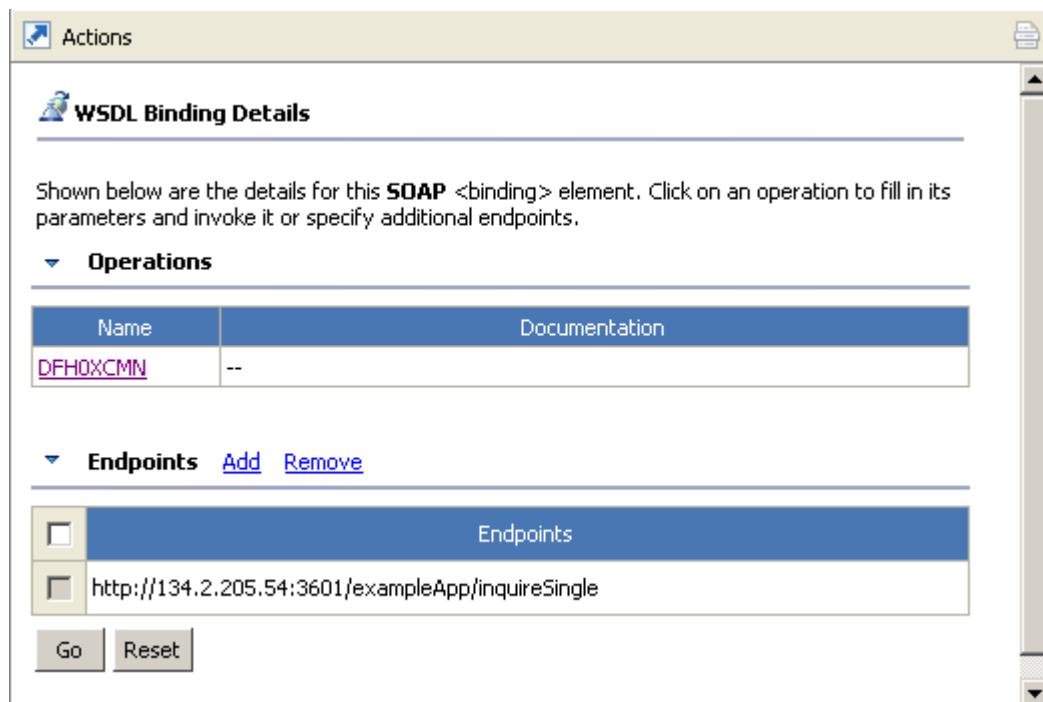 Actions
WSDL Binding Details
Shown below are the details for this SOAP <binding> element. Click on an operation to fill in its
parameters and invoke it or specify additional endpoints.
Operations
Name Documentation
DFH0XCMN --
Endpoints Add Remove
Endpoints
http://134.2.205.54:3601/exampleApp/inquireSingle
Go Reset